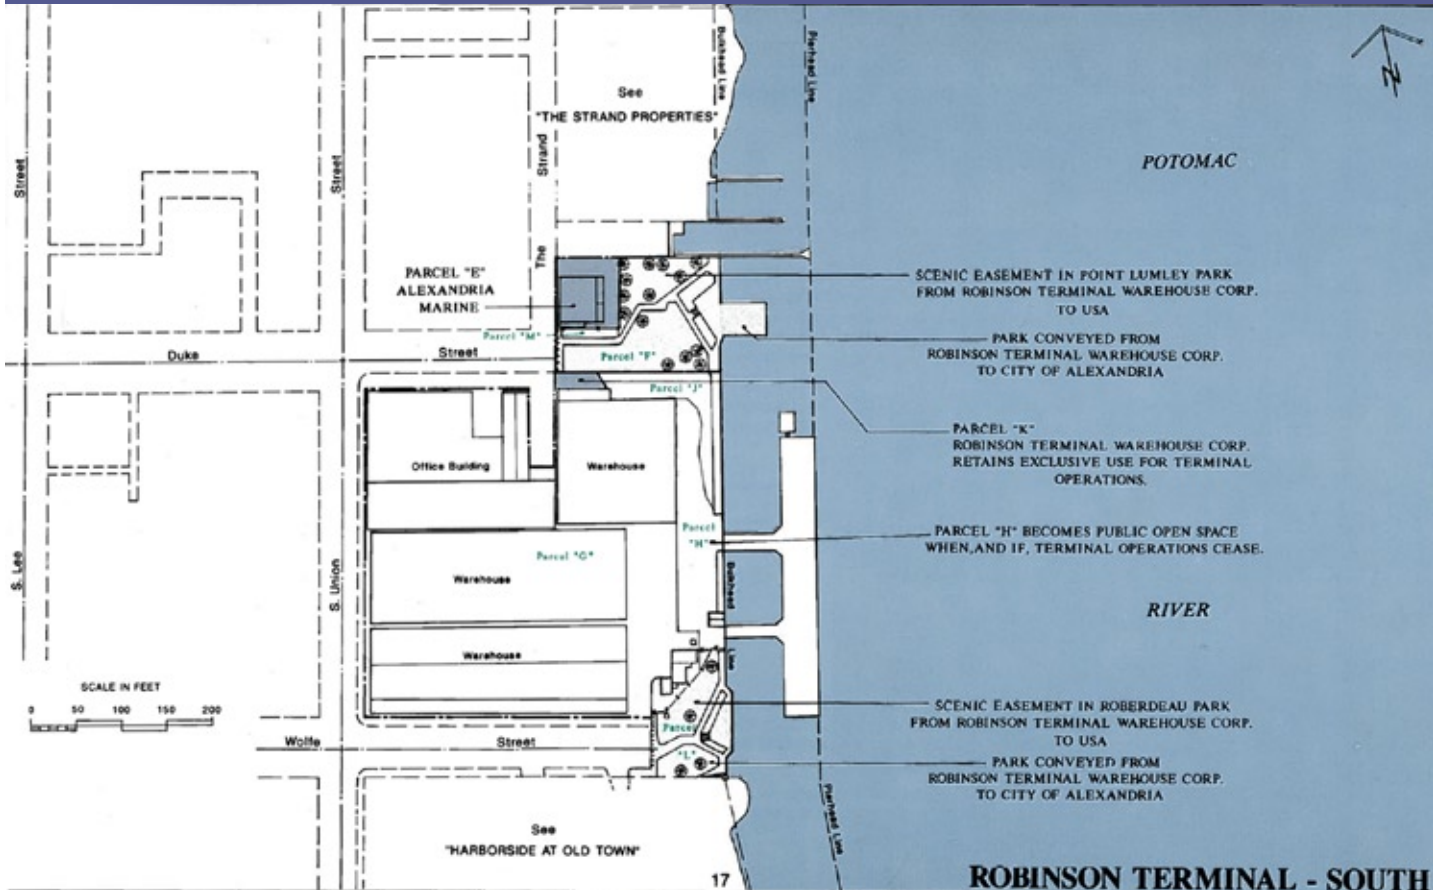 See
"THE STRAND PROPERTIES"
Bulkhead Line
Pierhead Line
N
Street
Street
Strand
The
POTOMAC
PARCEL "E"
ALEXANDRIA
MARINE
Parcel "M"
Parcel "F"
Duke
Street
Parcel "J"
SCENIC EASEMENT IN POINT LUMLEY PARK
FROM ROBINSON TERMINAL WAREHOUSE CORP.
TO USA
PARK CONVEYED FROM
ROBINSON TERMINAL WAREHOUSE CORP.
TO CITY OF ALEXANDRIA
PARCEL "K"
ROBINSON TERMINAL WAREHOUSE CORP.
RETAINS EXCLUSIVE USE FOR TERMINAL
OPERATIONS.
Office Building
Warehouse
Parcel
"H"
PARCEL "H" BECOMES PUBLIC OPEN SPACE
WHEN, AND IF, TERMINAL OPERATIONS CEASE.
Parcel "G"
Warehouse
S. Lee
S. Union
Bulkhead
Line
RIVER
Warehouse
SCALE IN FEET
0 50 100 150 200
SCENIC EASEMENT IN ROBERDEAU PARK
FROM ROBINSON TERMINAL WAREHOUSE CORP.
TO USA
Parcel
"L"
Wolfe
Street
PARK CONVEYED FROM
ROBINSON TERMINAL WAREHOUSE CORP.
TO CITY OF ALEXANDRIA
Pierhead Line
See
"HARBORSIDE AT OLD TOWN"
17
ROBINSON TERMINAL - SOUTH